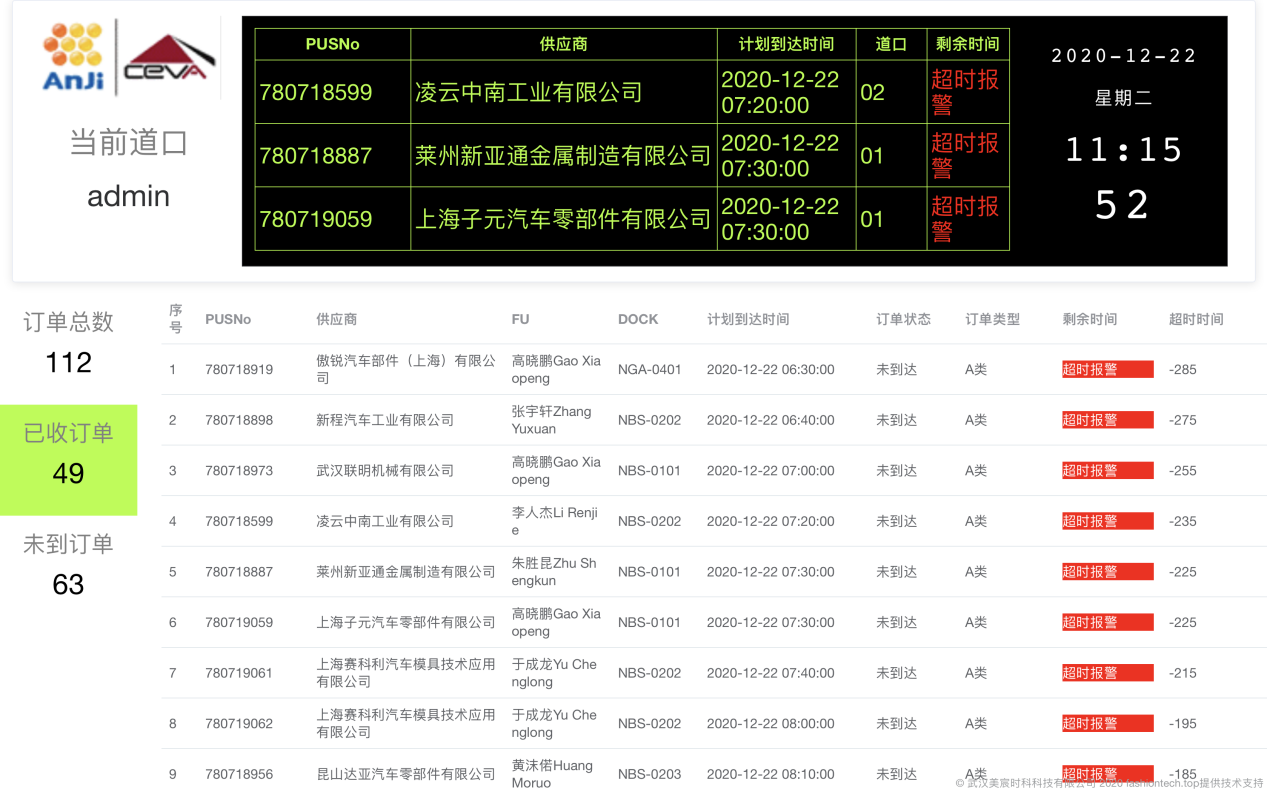 AnJi
CEVA
当前道口
admin
PUSNo 供应商 计划到达时间 道口 剩余时间
780718599 凌云中南工业有限公司 2020-12-22 07:20:00 02 超时报警
780718887 莱州新亚通金属制造有限公司 2020-12-22 07:30:00 01 超时报警
780719059 上海子元汽车零部件有限公司 2020-12-22 07:30:00 01 超时报警
2020-12-22
星期二
11:15
52
订单总数
112
已收订单
49
未到订单
63
序号 PUSNo 供应商 FU DOCK 计划到达时间 订单状态 订单类型 剩余时间 超时时间
1 780718919 傲锐汽车部件（上海）有限公司 高晓鹏Gao Xiaopeng NGA-0401 2020-12-22 06:30:00 未到达 A类 超时报警 -285
2 780718898 新程汽车工业有限公司 张宇轩Zhang Yuxuan NBS-0202 2020-12-22 06:40:00 未到达 A类 超时报警 -275
3 780718973 武汉联明机械有限公司 高晓鹏Gao Xiaopeng NBS-0101 2020-12-22 07:00:00 未到达 A类 超时报警 -255
4 780718599 凌云中南工业有限公司 李人杰Li Renjie NBS-0202 2020-12-22 07:20:00 未到达 A类 超时报警 -235
5 780718887 莱州新亚通金属制造有限公司 朱胜昆Zhu Shengkun NBS-0101 2020-12-22 07:30:00 未到达 A类 超时报警 -225
6 780719059 上海子元汽车零部件有限公司 高晓鹏Gao Xiaopeng NBS-0101 2020-12-22 07:30:00 未到达 A类 超时报警 -225
7 780719061 上海赛科利汽车模具技术应用有限公司 于成龙Yu Chenglong NBS-0202 2020-12-22 07:40:00 未到达 A类 超时报警 -215
8 780719062 上海赛科利汽车模具技术应用有限公司 于成龙Yu Chenglong NBS-0202 2020-12-22 08:00:00 未到达 A类 超时报警 -195
9 780718956 昆山达亚汽车零部件有限公司 黄沫偌Huang Moruo NBS-0203 2020-12-22 08:10:00 未到达 A类 超时报警 -185
© 武汉美宸时科科技有限公司 2020 fashiontech.top提供技术支持